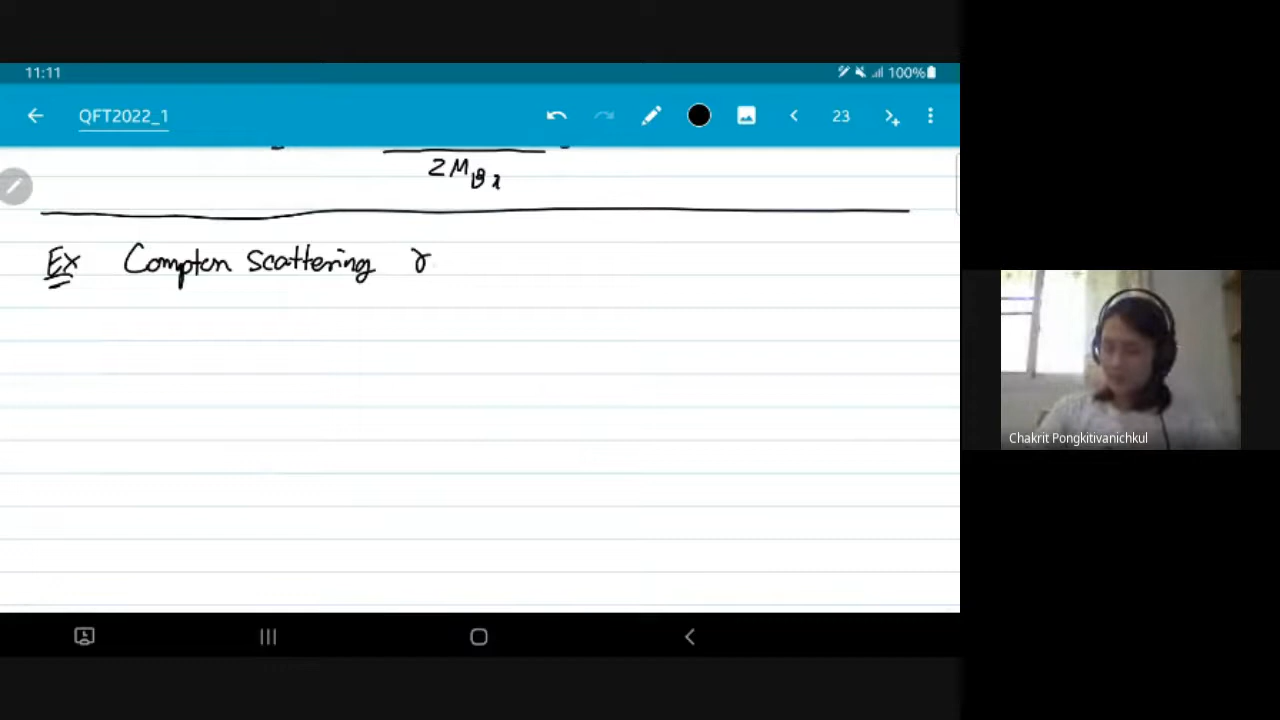 11:11 100%
QFT2022_1 23
2M
Ex Compton Scattering γ
Chakrit Pongkitivanichkul